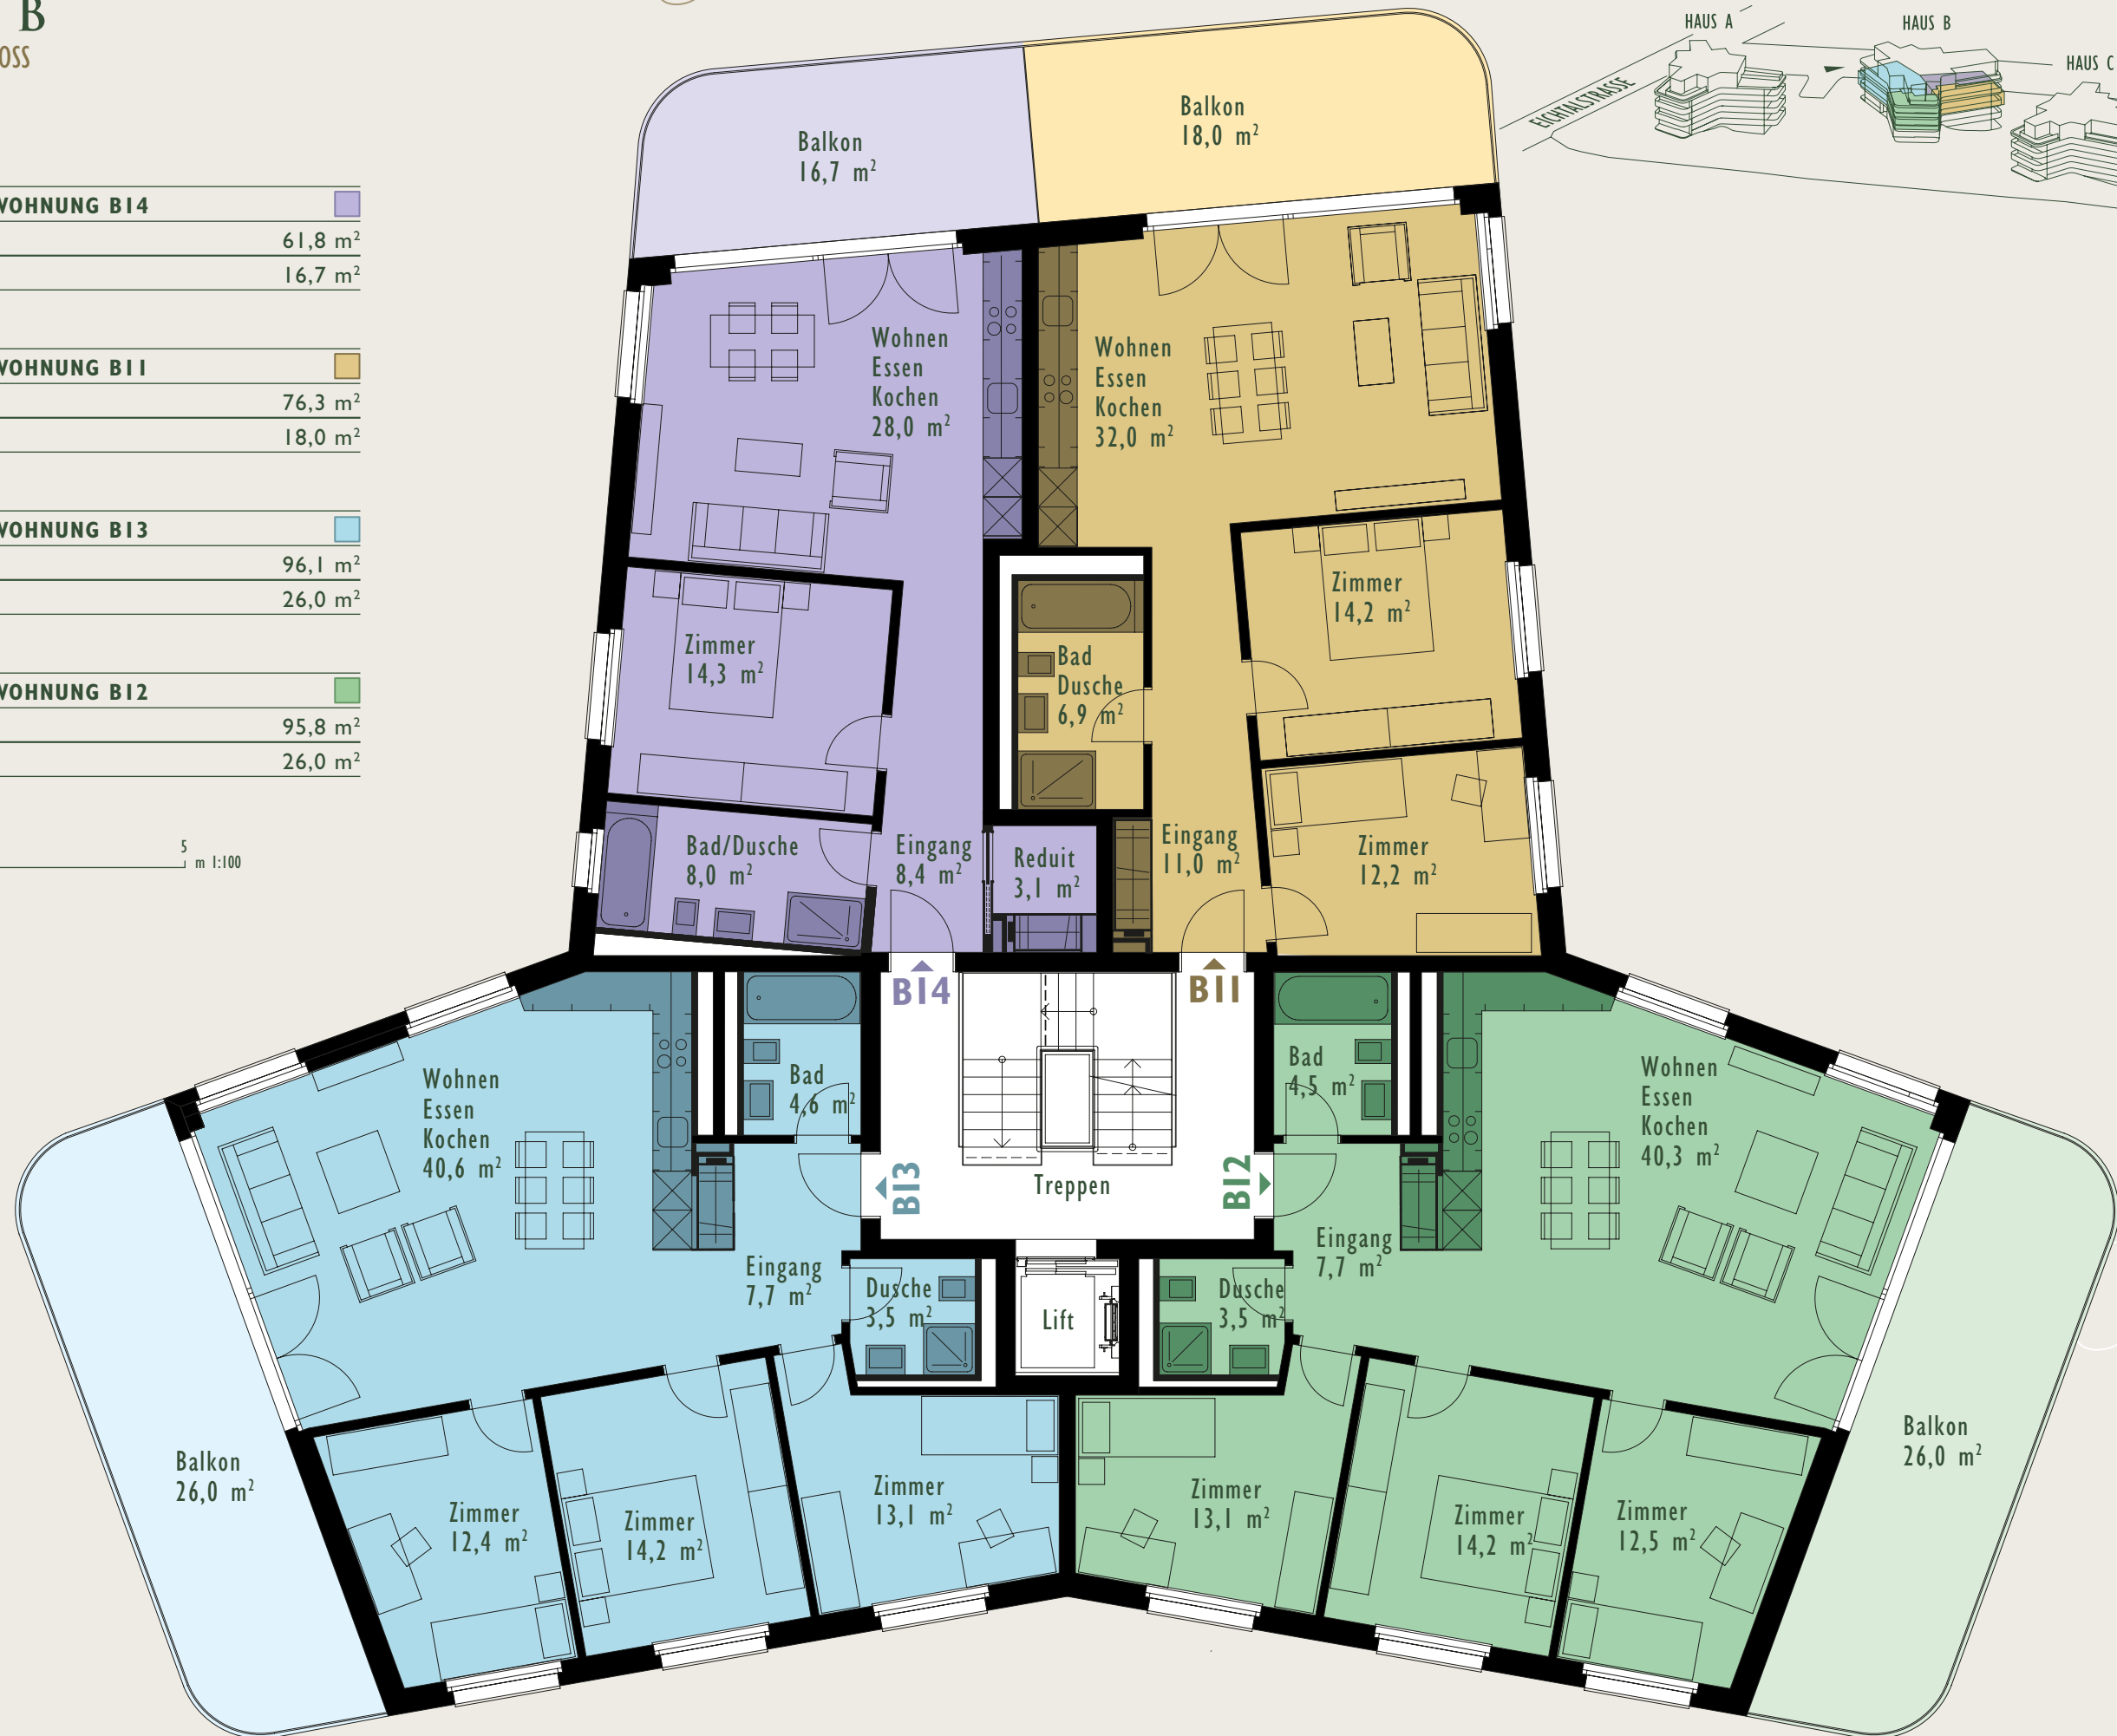 B
OSS
WOHNUNG B14
61,8 m²
16,7 m²
WOHNUNG B11
76,3 m²
18,0 m²
WOHNUNG B13
96,1 m²
26,0 m²
WOHNUNG B12
95,8 m²
26,0 m²
5
m 1:100
HAUS A
HAUS B
HAUS C
EICHTALSTRASSE
Balkon
16,7 m²
Balkon
18,0 m²
Wohnen
Essen
Kochen
28,0 m²
Wohnen
Essen
Kochen
32,0 m²
Zimmer
14,3 m²
Bad
Dusche
6,9 m²
Zimmer
14,2 m²
Bad/Dusche
8,0 m²
Eingang
8,4 m²
Reduit
3,1 m²
Eingang
11,0 m²
Zimmer
12,2 m²
B14
B11
Wohnen
Essen
Kochen
40,6 m²
Bad
4,6 m²
Bad
4,5 m²
Wohnen
Essen
Kochen
40,3 m²
B13
Treppen
B12
Eingang
7,7 m²
Dusche
3,5 m²
Lift
Dusche
3,5 m²
Eingang
7,7 m²
Balkon
26,0 m²
Zimmer
12,4 m²
Zimmer
14,2 m²
Zimmer
13,1 m²
Zimmer
13,1 m²
Zimmer
14,2 m²
Zimmer
12,5 m²
Balkon
26,0 m²